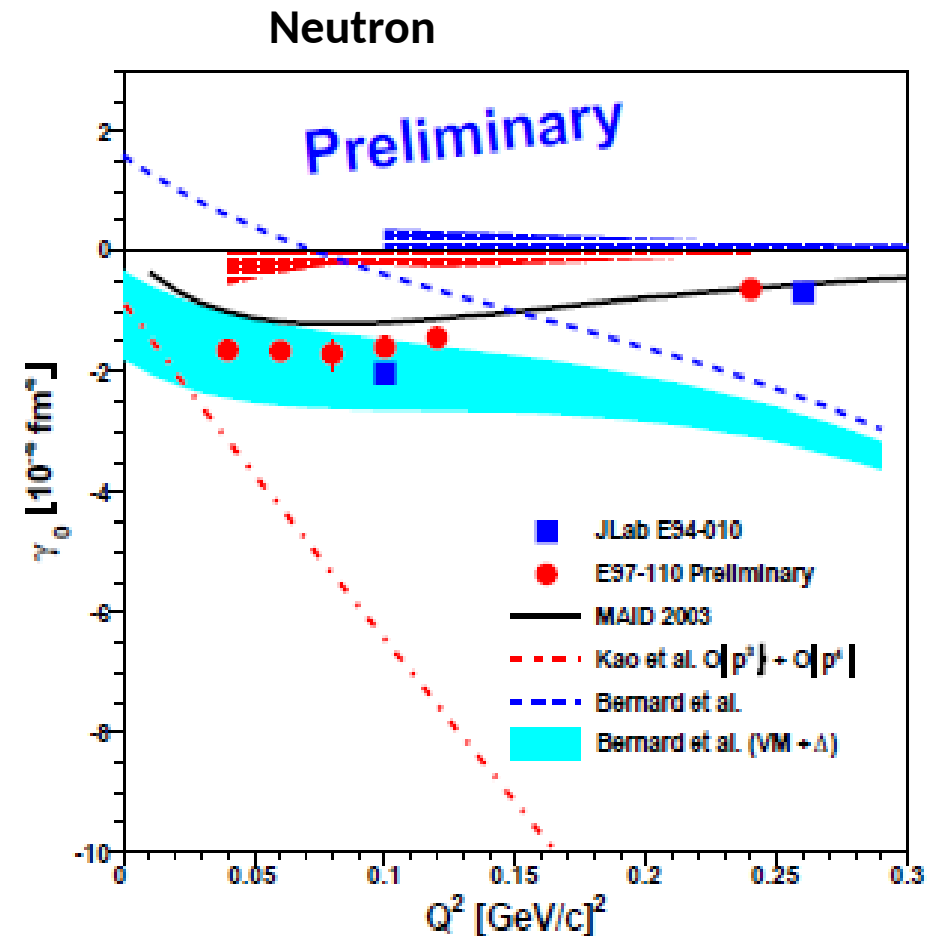 Neutron
Preliminary
2
0
-2
-4
-6
-8
-10
γ₀ [10⁻⁴ fm⁴]
JLab E94-010
E97-110 Preliminary
MAID 2003
Kao et al. O(p³) + O(p⁴)
Bernard et al.
Bernard et al. (VM + Δ)
0 0.05 0.1 0.15 0.2 0.25 0.3
Q² [GeV/c]²